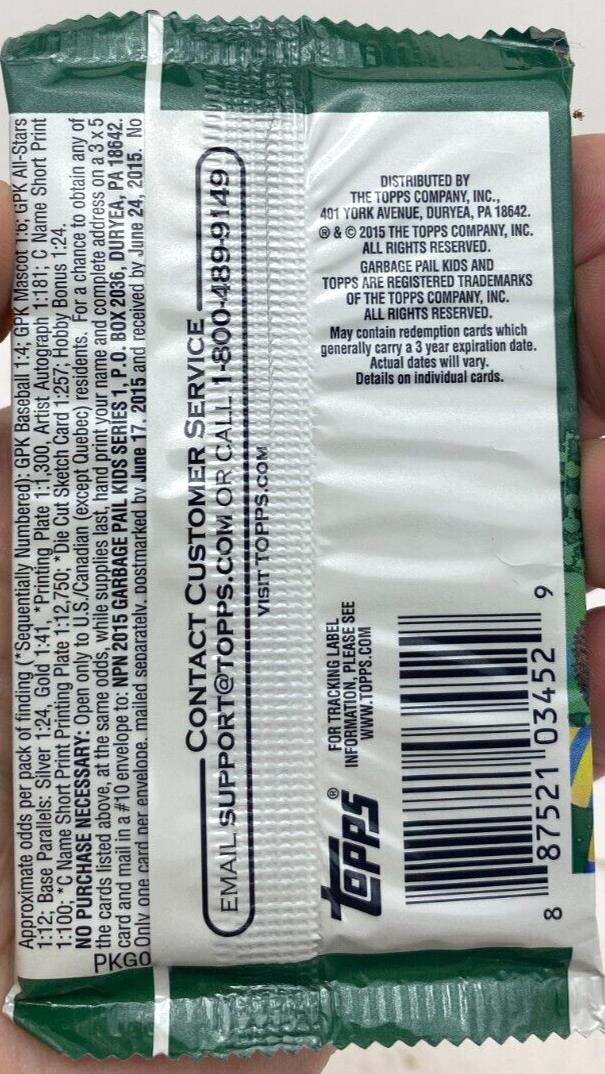 Approximate odds per pack of finding (*Sequentially Numbered): GPK Baseball 1:4; GPK Mascot 1:6; GPK All-Stars
1:12; Base Parallels: Silver 1:24, Gold 1:41, *Printing Plate 1:1,300, Artist Autograph 1:181; C Name Short Print
1:100; *C Name Short Print Printing Plate 1:12,750; *Die Cut Sketch Card 1:257; Hobby Bonus 1:24.
NO PURCHASE NECESSARY: Open only to U.S./Canadian (except Quebec) residents. For a chance to obtain any of
the cards listed above, at the same odds, while supplies last, hand print your name and complete address on a 3 x 5
card and mail in a #10 envelope to: NPN 2015 GARBAGE PAIL KIDS SERIES 1, P.O. BOX 2036, DURYEA, PA 18642.
Only one card per envelope, mailed separately, postmarked by June 17, 2015 and received by June 24, 2015. No
PKGO
CONTACT CUSTOMER SERVICE
EMAIL SUPPORT@TOPPS.COM OR CALL 1-800-489-9149
VISIT TOPPS.COM
Topps®
FOR TRACKING LABEL
INFORMATION, PLEASE SEE
WWW.TOPPS.COM
8 87521 03452 9
DISTRIBUTED BY
THE TOPPS COMPANY, INC.,
401 YORK AVENUE, DURYEA, PA 18642.
® & © 2015 THE TOPPS COMPANY, INC.
ALL RIGHTS RESERVED.
GARBAGE PAIL KIDS AND
TOPPS ARE REGISTERED TRADEMARKS
OF THE TOPPS COMPANY, INC.
ALL RIGHTS RESERVED.
May contain redemption cards which
generally carry a 3 year expiration date.
Actual dates will vary.
Details on individual cards.